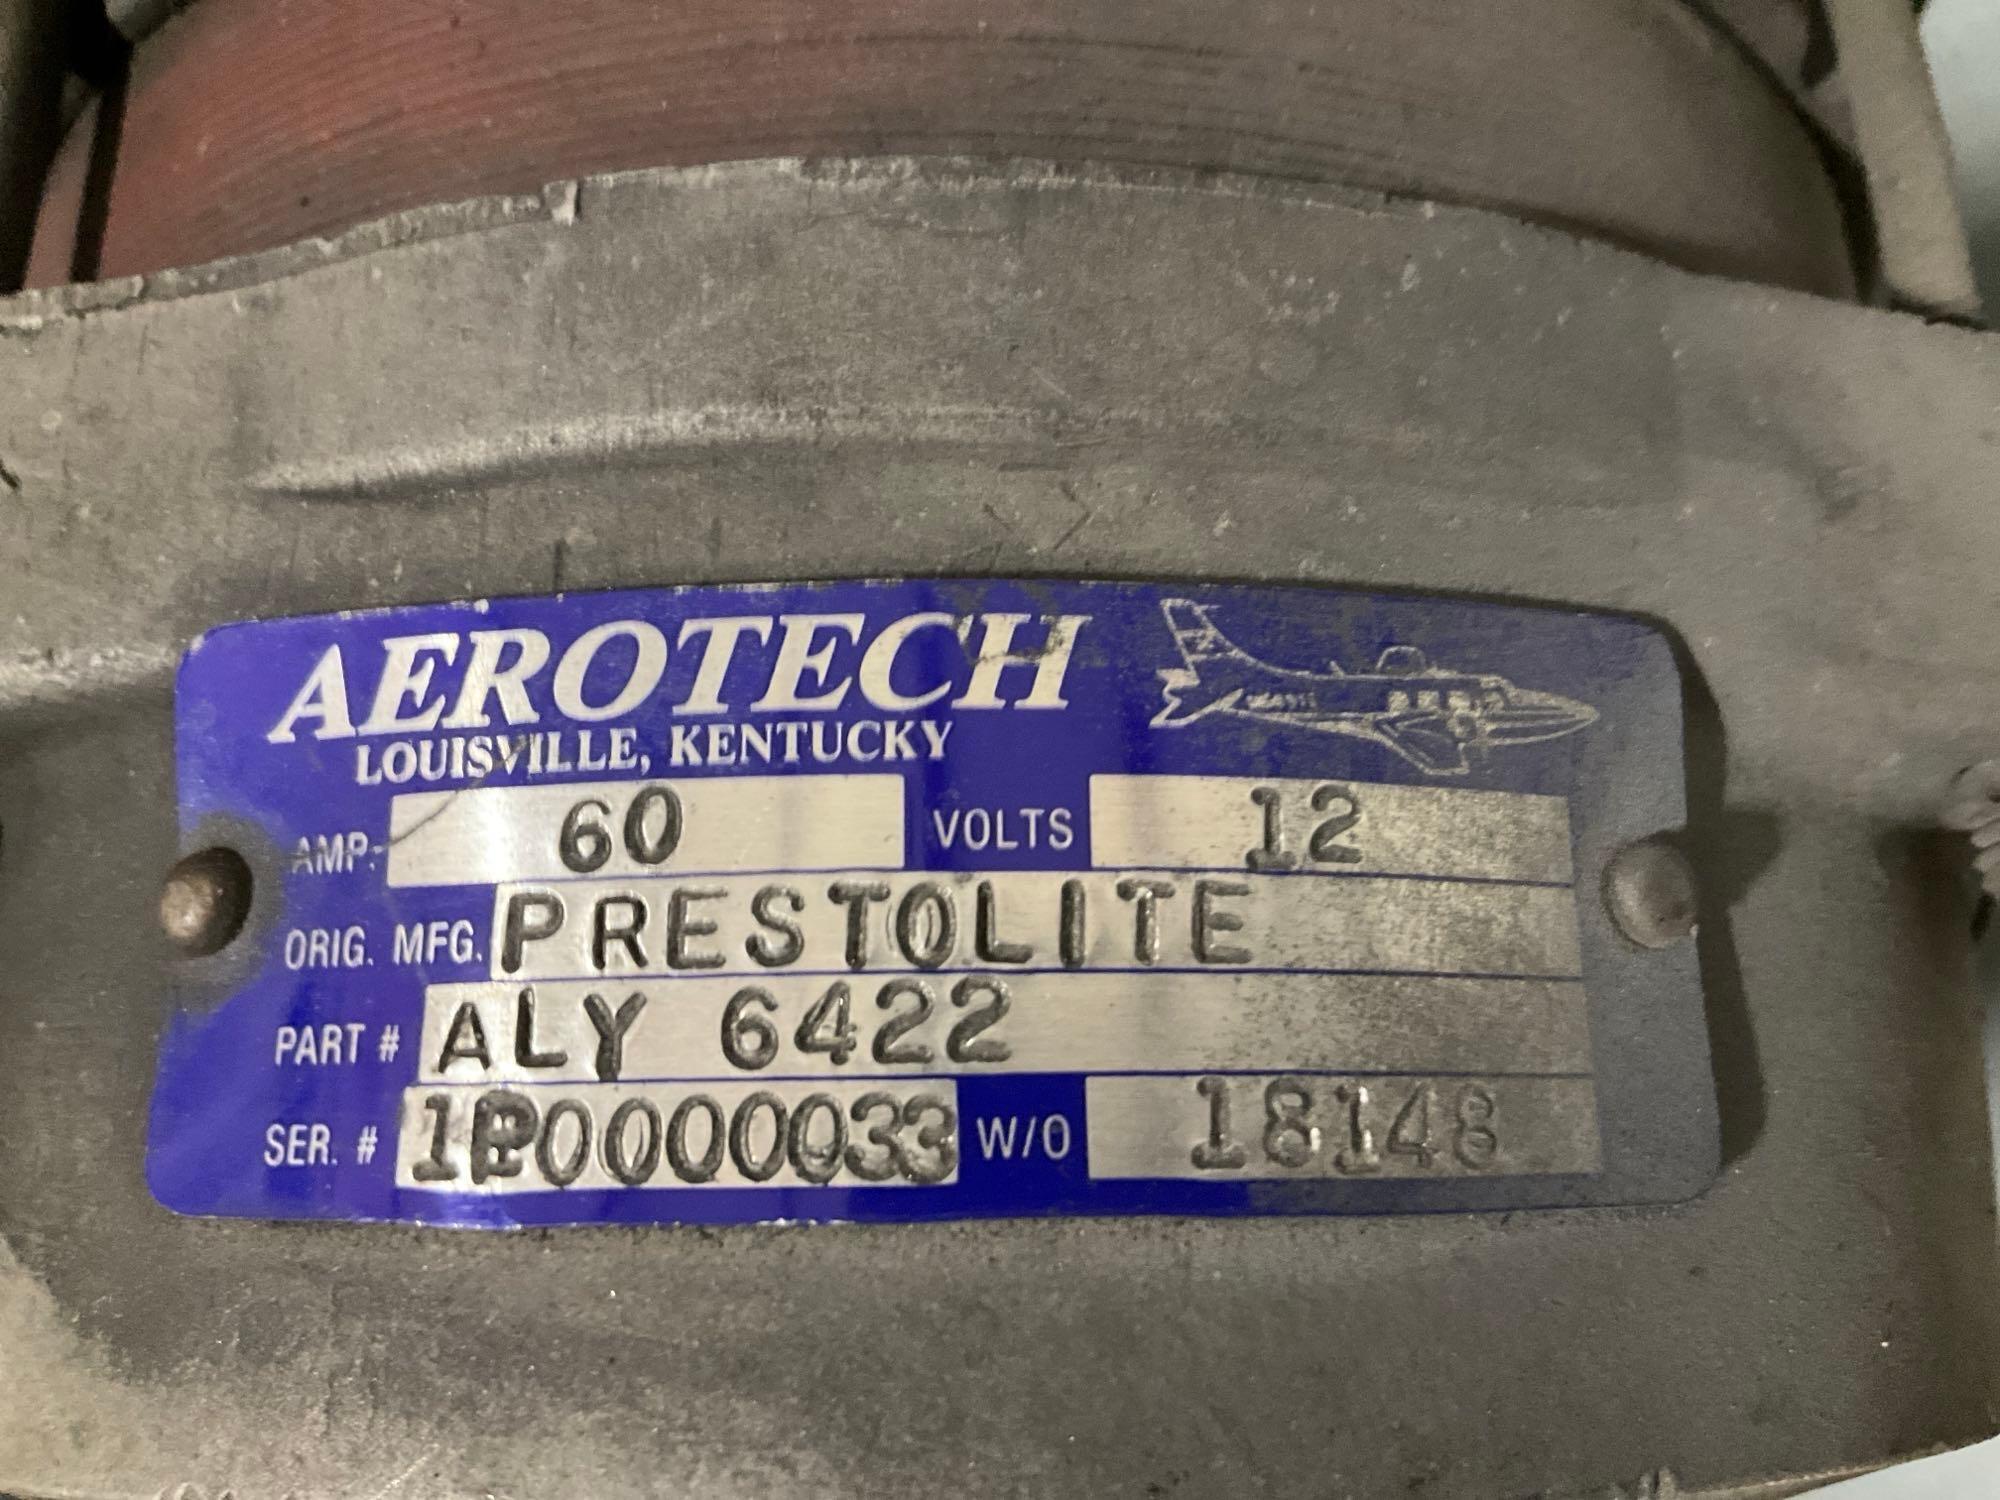 AEROTECH
LOUISVILLE, KENTUCKY
AMP. 60 VOLTS 12
ORIG. MFG. PRESTOLITE
PART # ALY 6422
SER. # W/O 18148